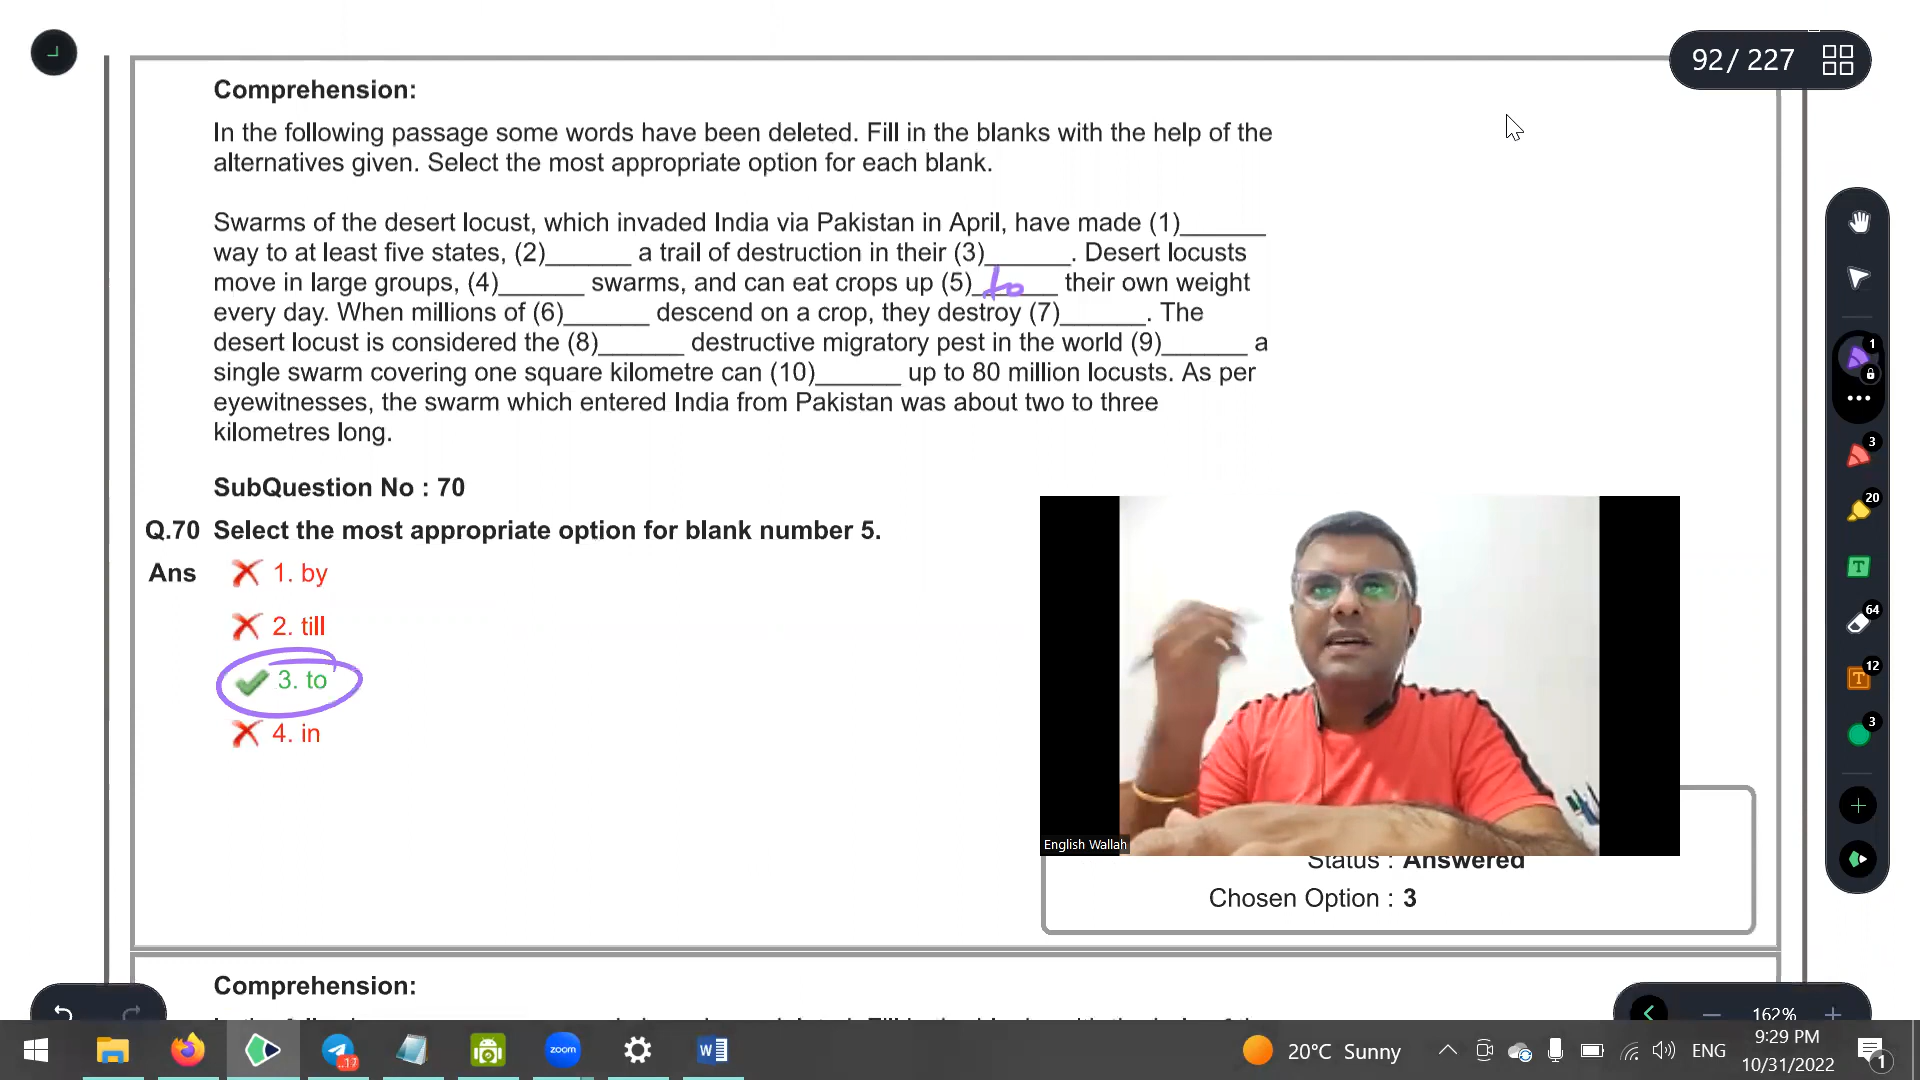 92/ 227
Comprehension:
In the following passage some words have been deleted. Fill in the blanks with the help of the
alternatives given. Select the most appropriate option for each blank.
Swarms of the desert locust, which invaded India via Pakistan in April, have made (1)______
way to at least five states, (2)______ a trail of destruction in their (3)______. Desert locusts
move in large groups, (4)______ swarms, and can eat crops up (5)__to__ their own weight
every day. When millions of (6)______ descend on a crop, they destroy (7)______. The
desert locust is considered the (8)______ destructive migratory pest in the world (9)______ a
single swarm covering one square kilometre can (10)______ up to 80 million locusts. As per
eyewitnesses, the swarm which entered India from Pakistan was about two to three
kilometres long.
SubQuestion No : 70
Q.70 Select the most appropriate option for blank number 5.
Ans 1. by
2. till
3. to
4. in
English Wallah
Status : Answered
Chosen Option : 3
Comprehension:
1
3
20
T
64
12
T
3
162%
.17
zoom
W
20°C Sunny
ENG
9:29 PM
10/31/2022
1